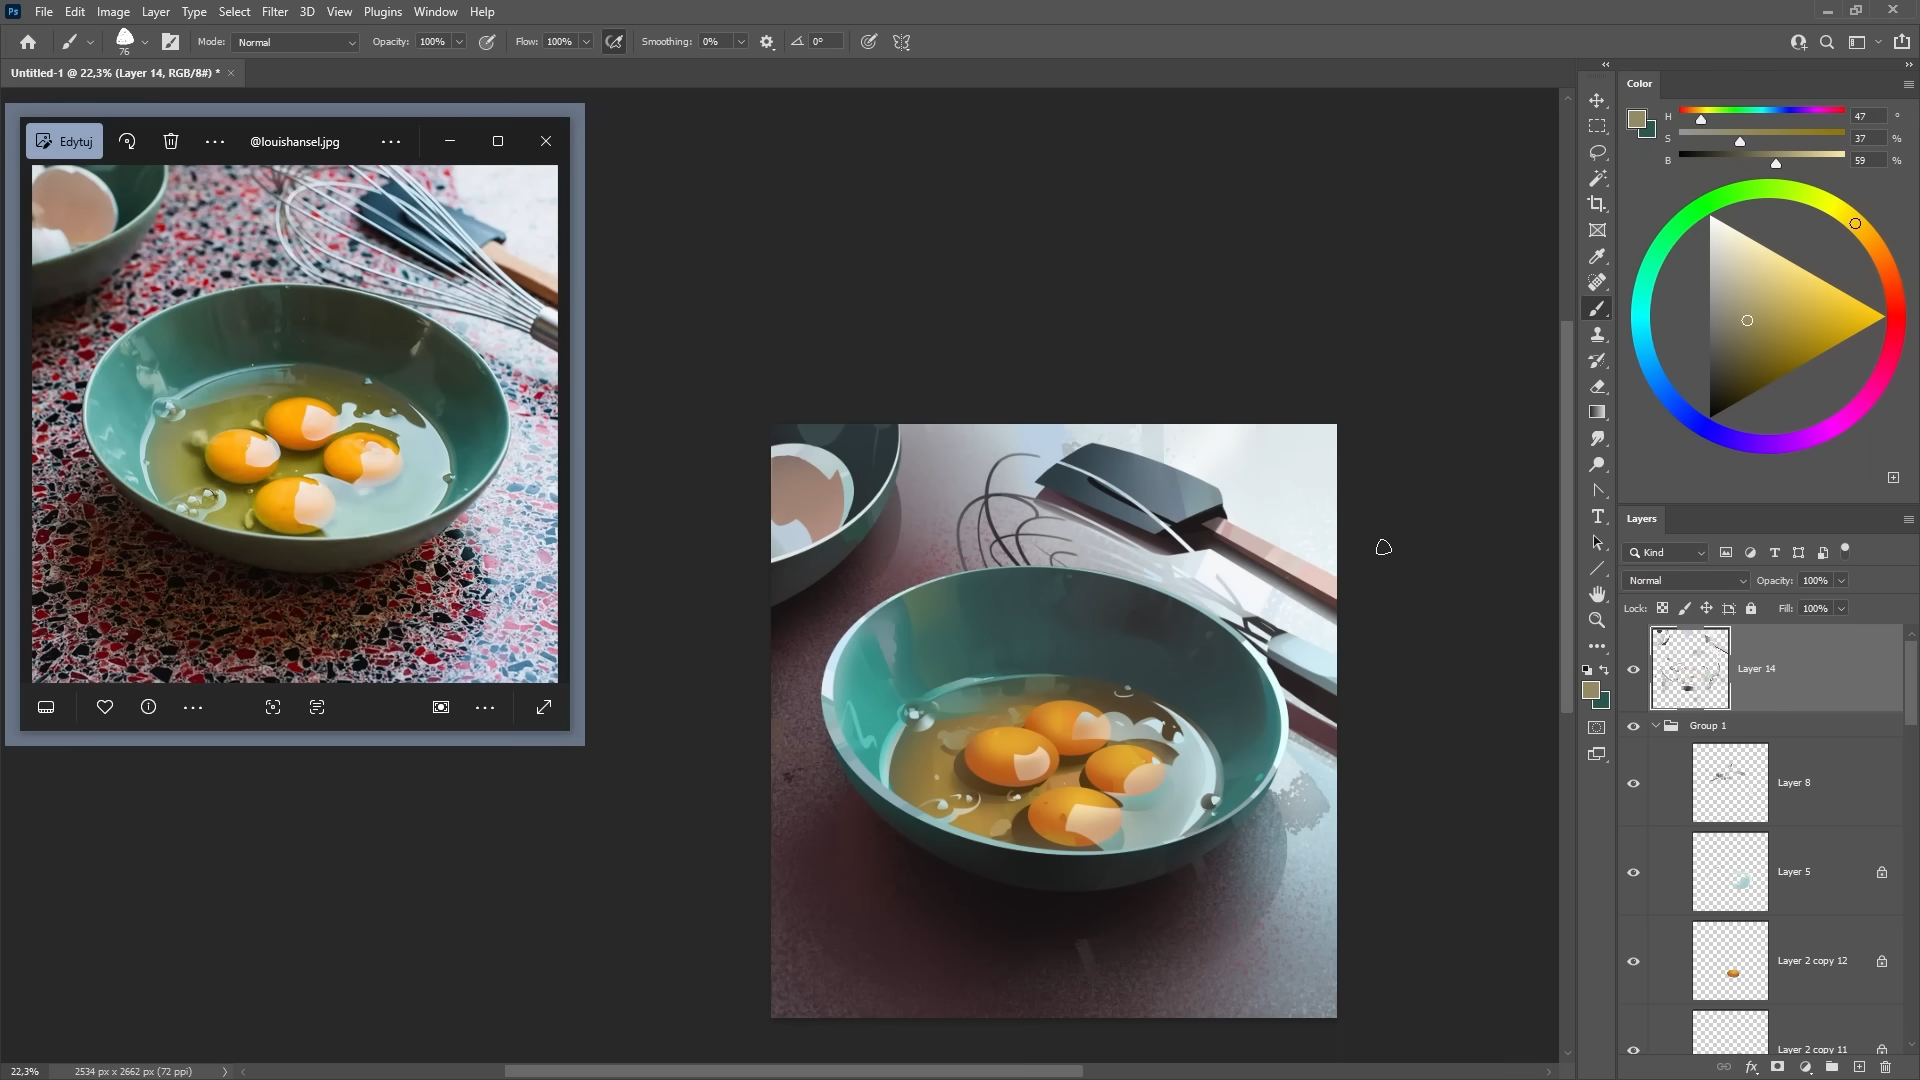 Ps File Edit Image Layer Type Select Filter 3D View Plugins Window Help
76 Mode: Normal Opacity: 100% Flow: 100% Smoothing: 0% 0°
Untitled-1 @ 22,3% (Layer 14, RGB/8#) *
Edytuj @louishansel.jpg
Color
H 47 °
S 37 %
B 59 %
Layers
Kind
Normal Opacity: 100%
Lock: Fill: 100%
Layer 14
Group 1
Layer 8
Layer 5
Layer 2 copy 12
Layer 2 copy 11
22,3% 2534 px x 2662 px (72 ppi)
fx